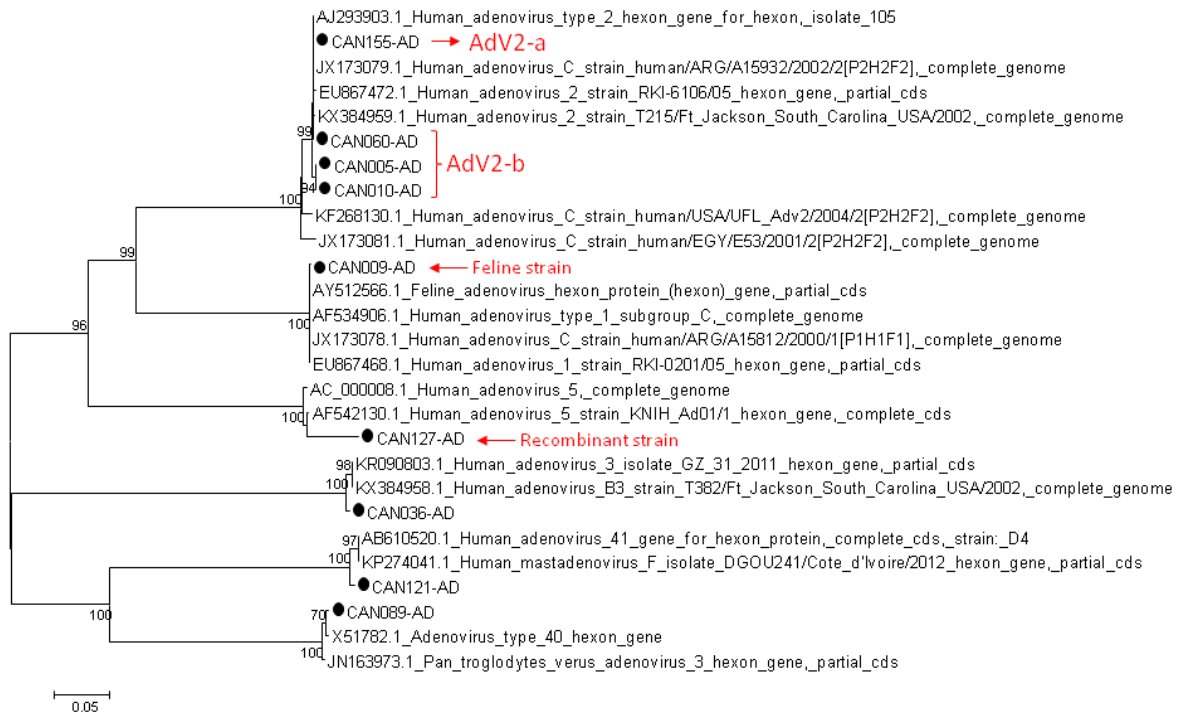 AJ293903.1_Human_adenovirus_type_2_hexon_gene_for_hexon,_isolate_105
CAN155-AD AdV2-a
JX173079.1_Human_adenovirus_C_strain_human/ARG/A15932/2002/2[P2H2F2],_complete_genome
EU867472.1_Human_adenovirus_2_strain_RKI-6106/05_hexon_gene,_partial_cds
KX384959.1_Human_adenovirus_2_strain_T215/Ft_Jackson_South_Carolina_USA/2002,_complete_genome
99
CAN060-AD
CAN005-AD AdV2-b
94 CAN010-AD
100
KF268130.1_Human_adenovirus_C_strain_human/USA/UFL_Adv2/2004/2[P2H2F2],_complete_genome
JX173081.1_Human_adenovirus_C_strain_human/EGY/E53/2001/2[P2H2F2],_complete_genome
99
CAN009-AD Feline strain
AY512566.1_Feline_adenovirus_hexon_protein_(hexon)_gene,_partial_cds
AF534906.1_Human_adenovirus_type_1_subgroup_C,_complete_genome
100
96
JX173078.1_Human_adenovirus_C_strain_human/ARG/A15812/2000/1[P1H1F1],_complete_genome
EU867468.1_Human_adenovirus_1_strain_RKI-0201/05_hexon_gene,_partial_cds
AC_000008.1_Human_adenovirus_5,_complete_genome
100 AF542130.1_Human_adenovirus_5_strain_KNIH_Ad01/1_hexon_gene,_complete_cds
CAN127-AD Recombinant strain
98 KR090803.1_Human_adenovirus_3_isolate_GZ_31_2011_hexon_gene,_partial_cds
100 KX384958.1_Human_adenovirus_B3_strain_T382/Ft_Jackson_South_Carolina_USA/2002,_complete_genome
CAN036-AD
97 AB610520.1_Human_adenovirus_41_gene_for_hexon_protein,_complete_cds,_strain:_D4
100 KP274041.1_Human_mastadenovirus_F_isolate_DGOU241/Cote_d'Ivoire/2012_hexon_gene,_partial_cds
CAN121-AD
100
70 CAN089-AD
X51782.1_Adenovirus_type_40_hexon_gene
100 JN163973.1_Pan_troglodytes_verus_adenovirus_3_hexon_gene,_partial_cds
0.05